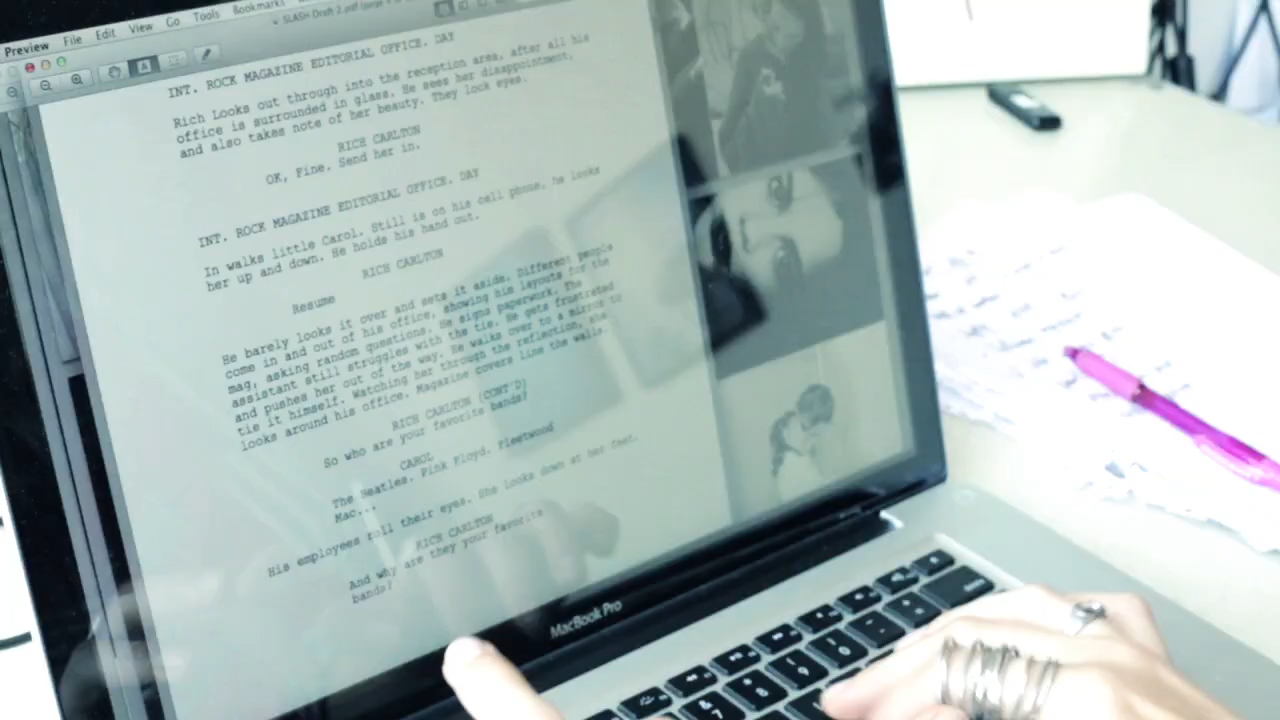 Preview File Edit View Go Tools Bookmarks
SLASH Draft 2.pdf
INT. ROCK MAGAZINE EDITORIAL OFFICE. DAY
Rich Looks out through into the reception area, after all his
office is surrounded in glass. He sees her disappointment,
and also takes note of her beauty. They lock eyes.
RICH CARLTON
OK, Fine. Send her in.
INT. ROCK MAGAZINE EDITORIAL OFFICE. DAY
In walks little Carol. Still is on his cell phone, he looks
her up and down. He holds his hand out.
RICH CARLTON
Resume
He barely looks it over and sets it aside. Different people
come in and out of his office, showing him layouts for the
mag, asking random questions. He signs paperwork. The
assistant still struggles with the tie. He gets frustrated
and pushes her out of the way. He walks over to a mirror to
tie it himself. Watching her through the reflection, she
looks around his office. Magazine covers line the walls.
RICH CARLTON (CONT'D)
So who are your favorite bands?
CAROL
The Beatles. Pink Floyd. Fleetwood
Mac...
His employees roll their eyes. She looks down at her feet.
RICH CARLTON
And why are they your favorite
bands?
MacBook Pro